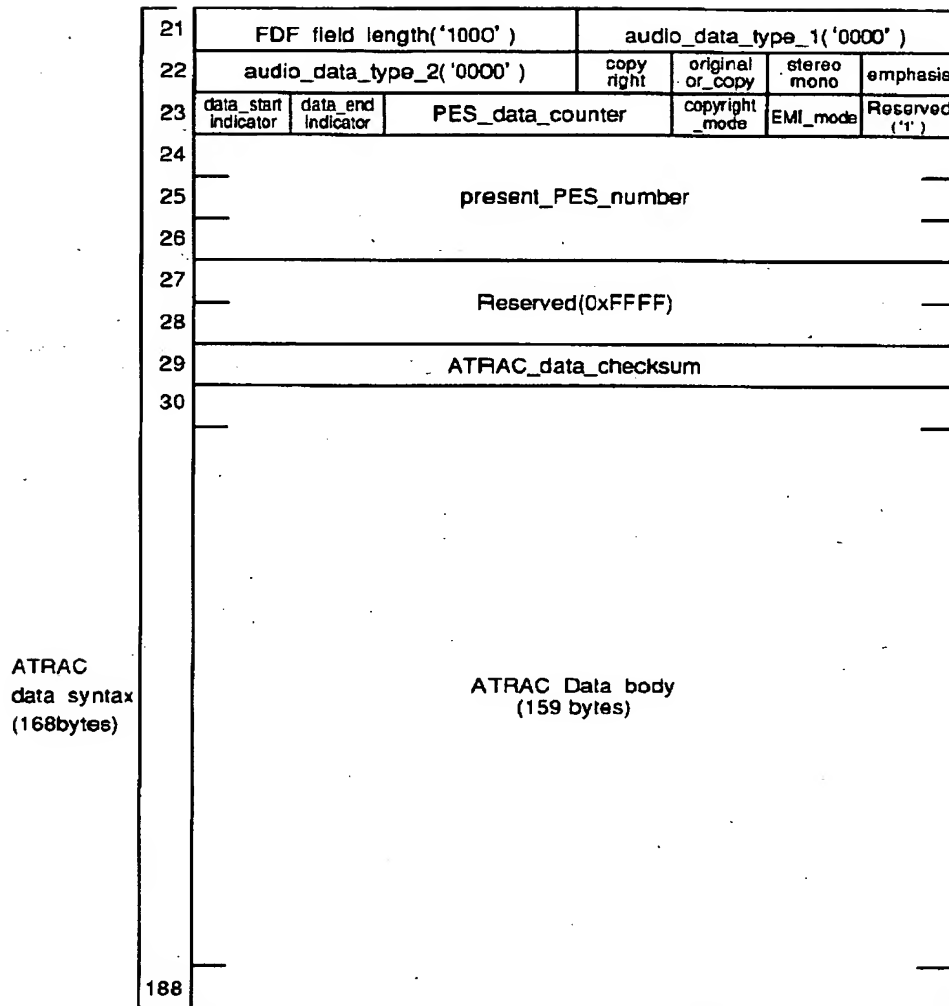 21 FDF field length('1000') audio_data_type_1('0000')
22 audio_data_type_2('0000') copy right original or_copy stereo mono emphasis
23 data_start indicator data_end indicator PES_data_counter copyright _mode EMI_mode Reserved ('1')
24
25 present_PES_number
26
27
Reserved(0xFFFF)
28
29 ATRAC_data_checksum
30
ATRAC
data syntax
(168bytes)
ATRAC Data body
(159 bytes)
188